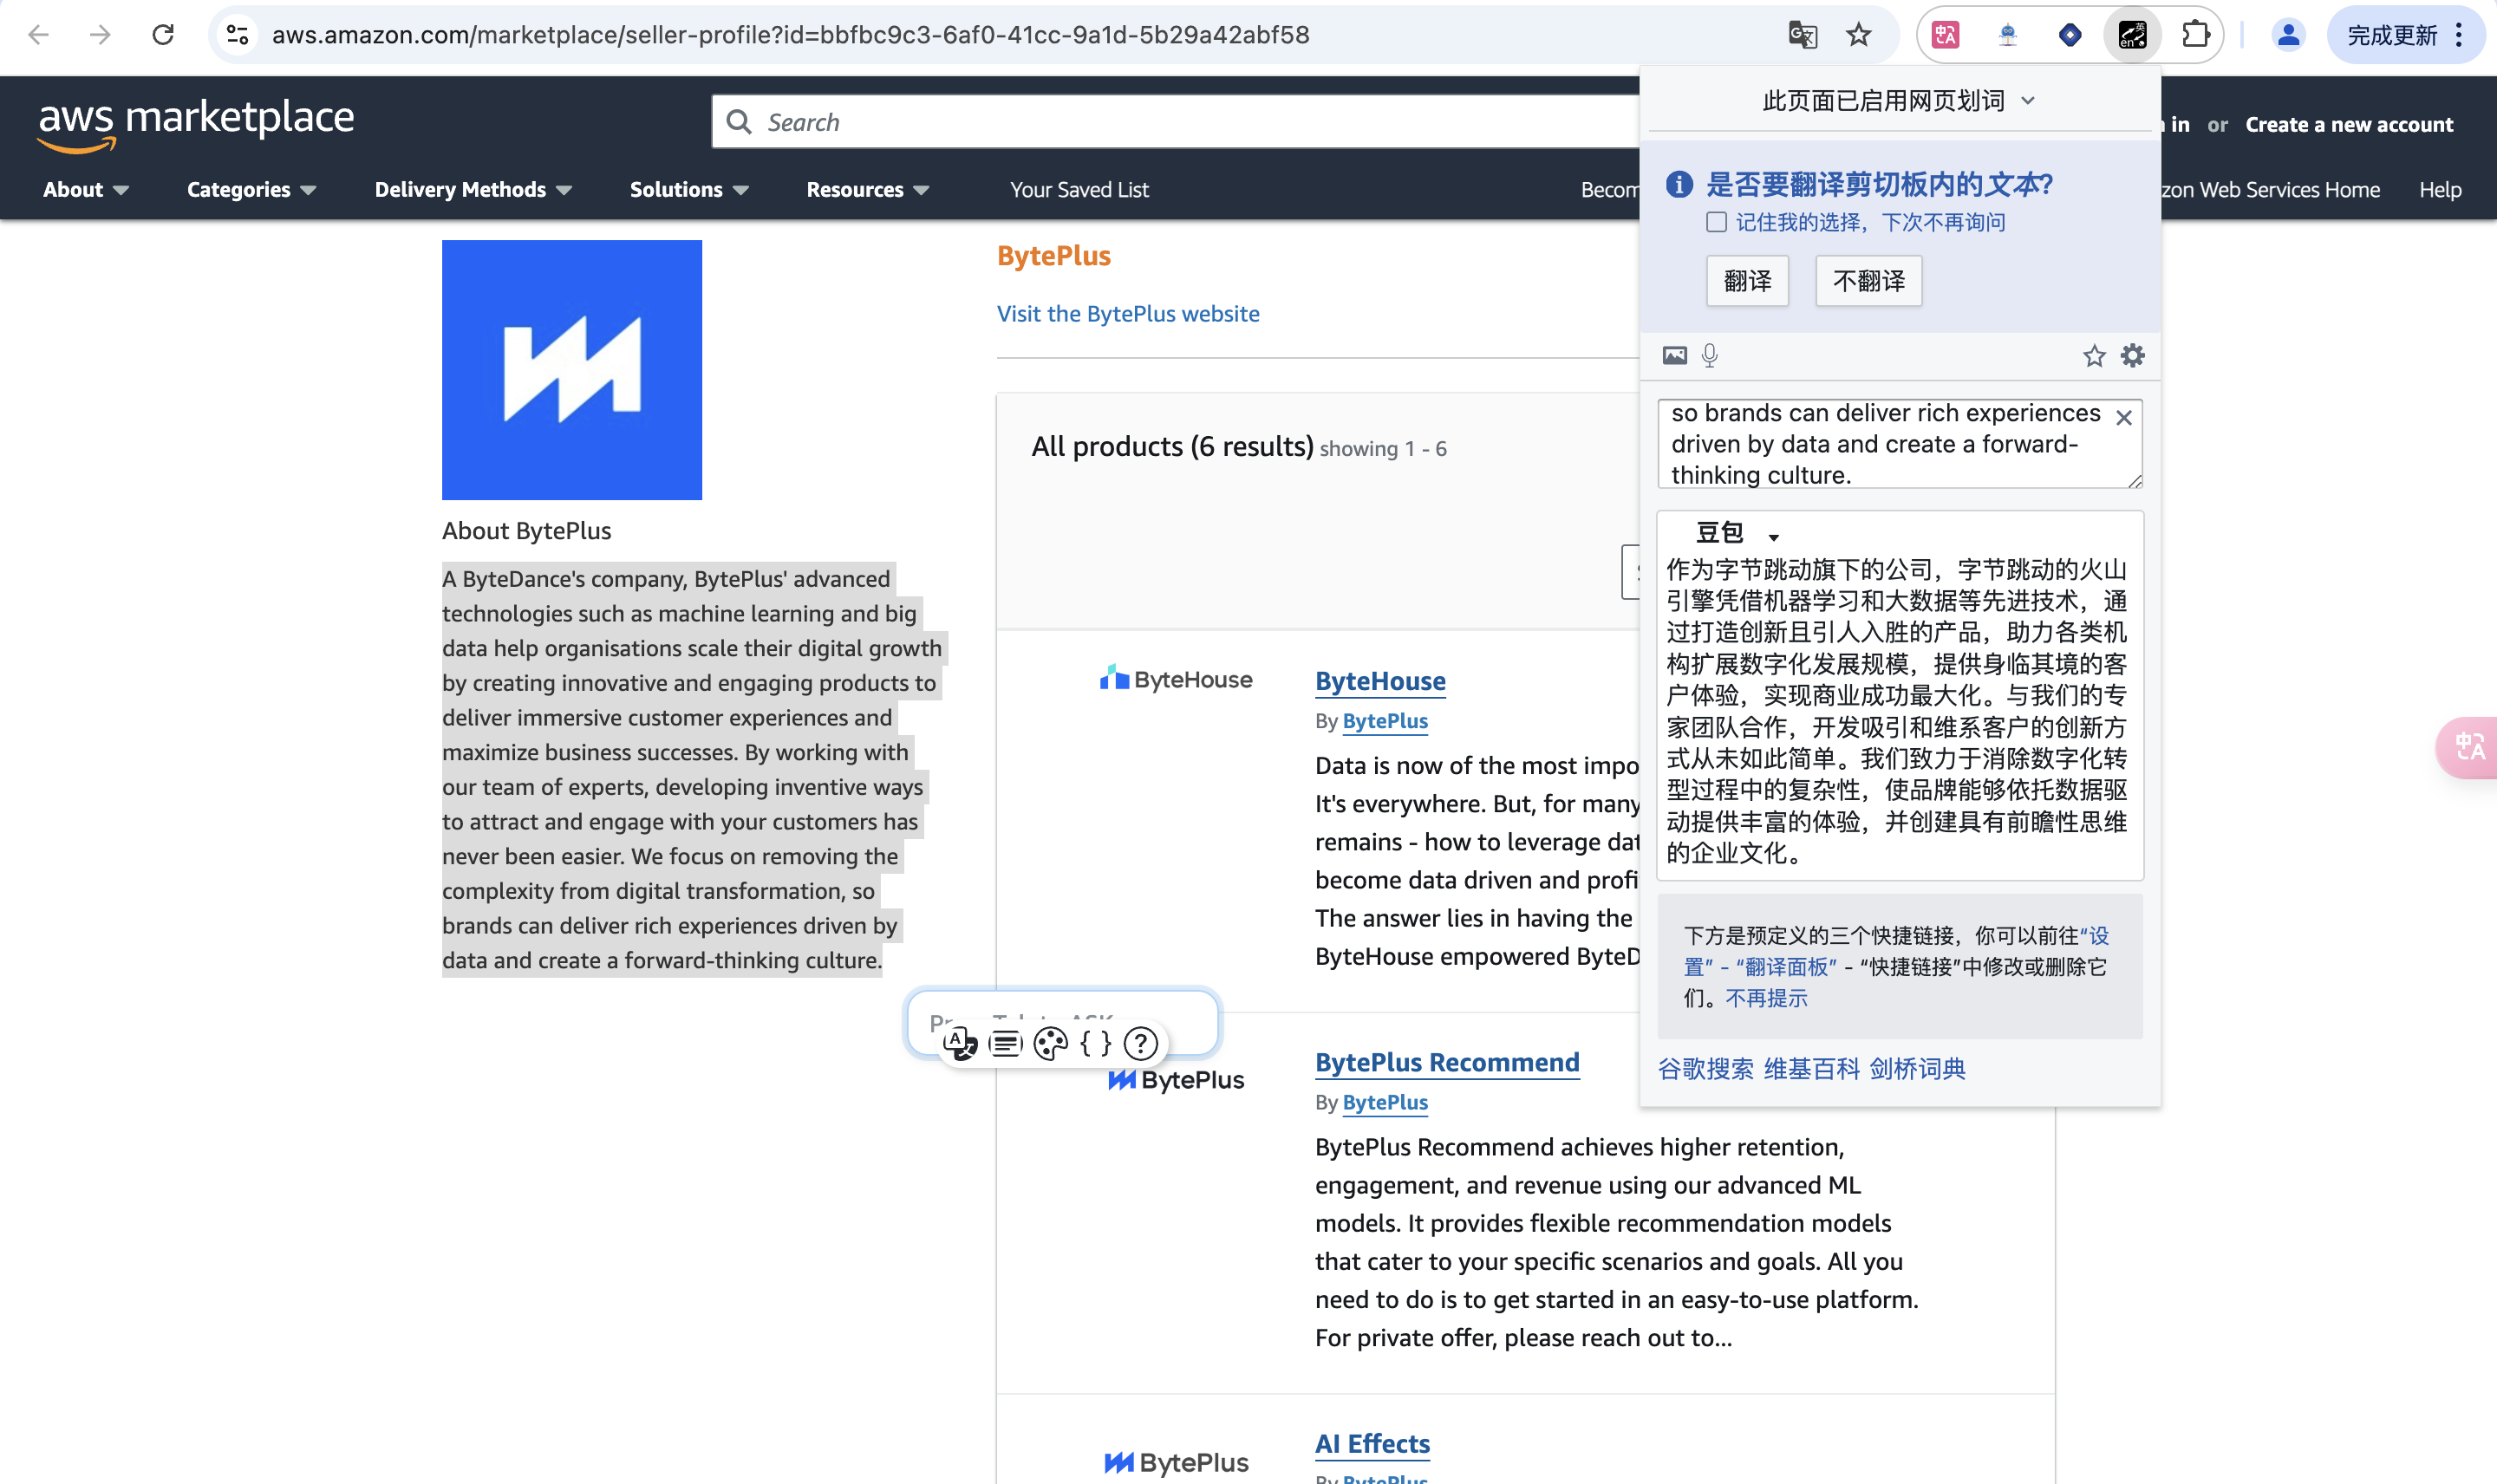 aws.amazon.com/marketplace/seller-profile?id=bbfbc9c3-6af0-41cc-9a1d-5b29a42abf58
完成更新
aws marketplace
Search
in or Create a new account
About
Categories
Delivery Methods
Solutions
Resources
Your Saved List
Web Services Home
Help
此页面已启用网页划词
是否要翻译剪切板内的文本?
记住我的选择，下次不再询问
翻译
不翻译
so brands can deliver rich experiences
driven by data and create a forward-
thinking culture.
豆包
作为字节跳动旗下的公司，字节跳动的火山
引擎凭借机器学习和大数据等先进技术，通
过打造创新且引人入胜的产品，助力各类机
构扩展数字化发展规模，提供身临其境的客
户体验，实现商业成功最大化。与我们的专
家团队合作，开发吸引和维系客户的创新方
式从未如此简单。我们致力于消除数字化转
型过程中的复杂性，使品牌能够依托数据驱
动提供丰富的体验，并创建具有前瞻性思维
的企业文化。
下方是预定义的三个快捷链接，你可以前往“设
置” - “翻译面板” - “快捷链接”中修改或删除它
们。不再提示
谷歌搜索 维基百科 剑桥词典
About BytePlus
A ByteDance's company, BytePlus' advanced
technologies such as machine learning and big
data help organisations scale their digital growth
by creating innovative and engaging products to
deliver immersive customer experiences and
maximize business successes. By working with
our team of experts, developing inventive ways
to attract and engage with your customers has
never been easier. We focus on removing the
complexity from digital transformation, so
brands can deliver rich experiences driven by
data and create a forward-thinking culture.
BytePlus
Visit the BytePlus website
All products (6 results) showing 1 - 6
ByteHouse
ByteHouse
By BytePlus
Data is now of the most
It's everywhere. But, for many
remains - how to leverage
become data driven and
The answer lies in having the
ByteHouse empowered
BytePlus
BytePlus Recommend
By BytePlus
BytePlus Recommend achieves higher retention,
engagement, and revenue using our advanced ML
models. It provides flexible recommendation models
that cater to your specific scenarios and goals. All you
need to do is to get started in an easy-to-use platform.
For private offer, please reach out to...
BytePlus
AI Effects
By BytePlus